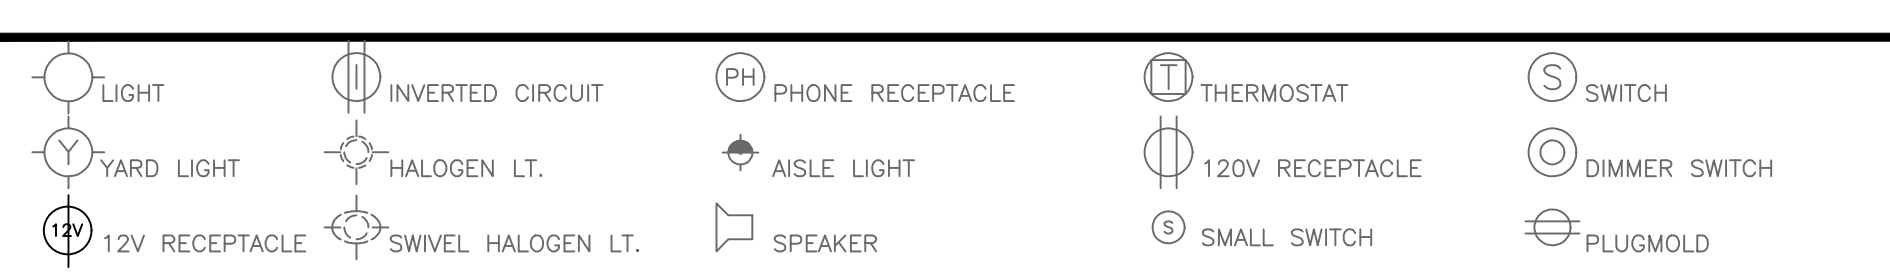 LIGHT
I INVERTED CIRCUIT
PH PHONE RECEPTACLE
T THERMOSTAT
S SWITCH
Y YARD LIGHT
HALOGEN LT.
AISLE LIGHT
120V RECEPTACLE
DIMMER SWITCH
12V 12V RECEPTACLE
SWIVEL HALOGEN LT.
SPEAKER
S SMALL SWITCH
PLUGMOLD